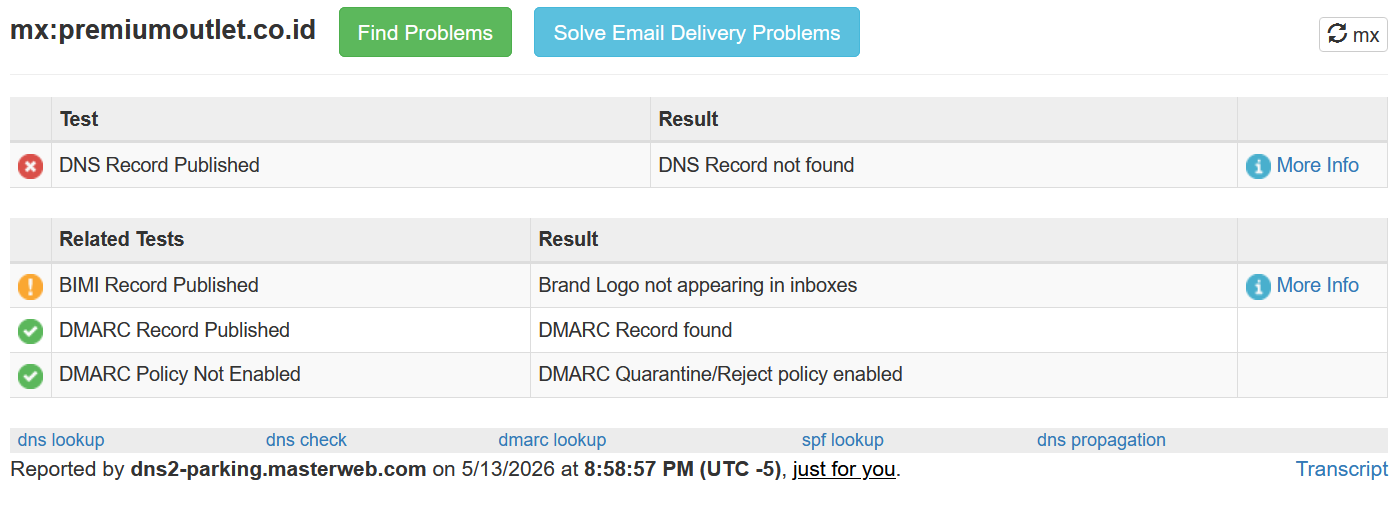 mx:premiumoutlet.co.id Find Problems Solve Email Delivery Problems mx
Test Result
DNS Record Published DNS Record not found More Info
Related Tests Result
BIMI Record Published Brand Logo not appearing in inboxes More Info
DMARC Record Published DMARC Record found
DMARC Policy Not Enabled DMARC Quarantine/Reject policy enabled
dns lookup dns check dmarc lookup spf lookup dns propagation
Reported by dns2-parking.masterweb.com on 5/13/2026 at 8:58:57 PM (UTC -5), just for you. Transcript